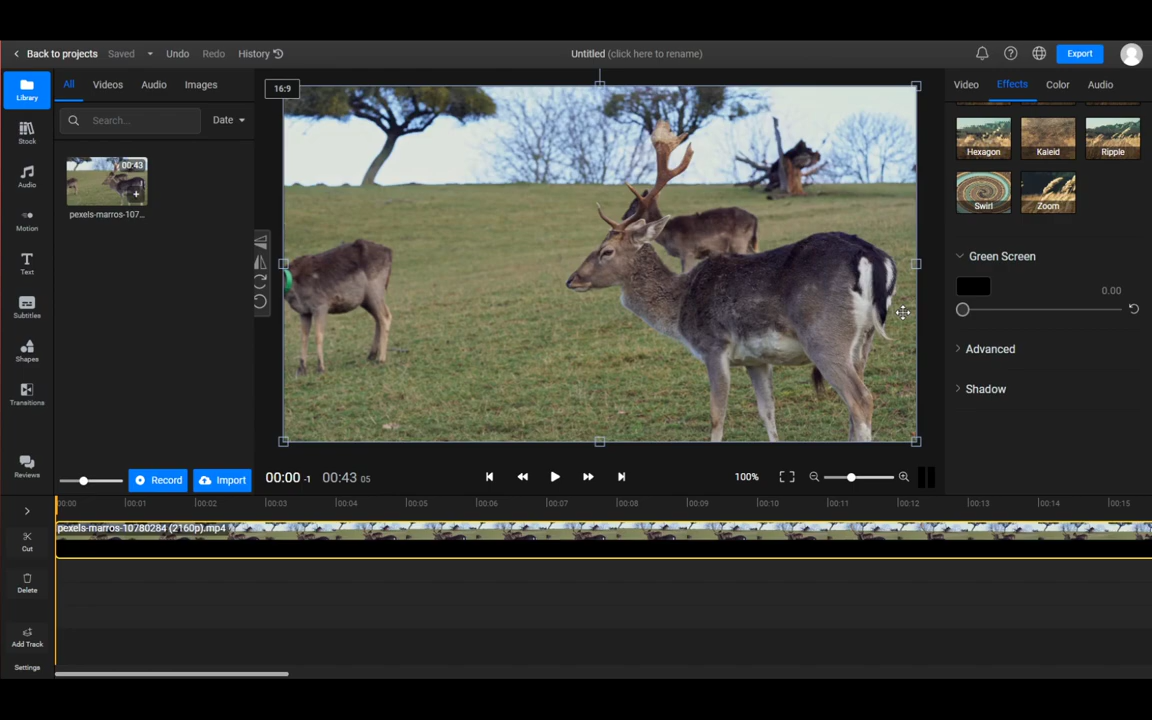 Back to projects Saved Undo Redo History Untitled (click here to rename) Export
Library All Videos Audio Images 16:9 Video Effects Color Audio
Search... Date
Stock
Hexagon Kaleid Ripple
00:43
Audio
pexels-marros-107...
Swirl Zoom
Motion
Text
Green Screen
0.00
Subtitles
Shapes
Advanced
Transitions
Shadow
Reviews
Record Import 00:00 -1 00:43 05 100%
00:00 00:01 00:02 00:03 00:04 00:05 00:06 00:07 00:08 00:09 00:10 00:11 00:12 00:13 00:14 00:15
pexels-marros-10780284 (2160p).mp4
Cut
Delete
Add Track
Settings